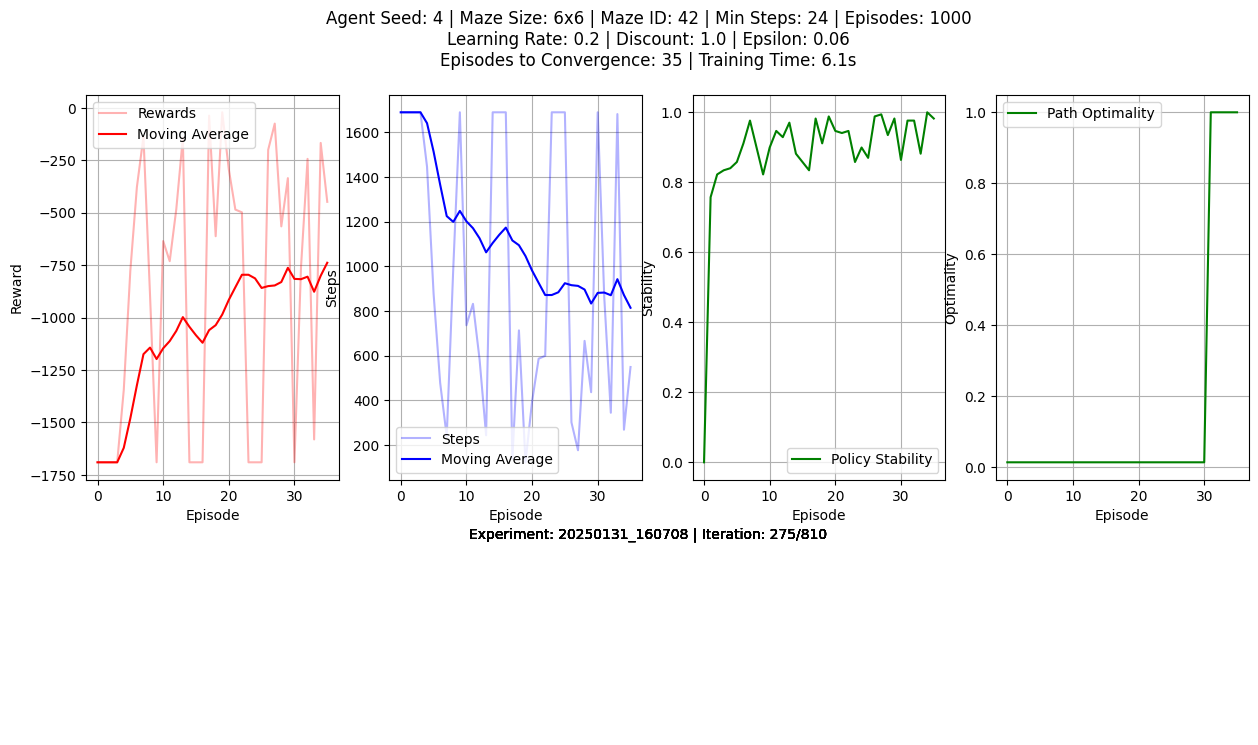 Agent Seed: 4 | Maze Size: 6x6 | Maze ID: 42 | Min Steps: 24 | Episodes: 1000
Learning Rate: 0.2 | Discount: 1.0 | Epsilon: 0.06
Episodes to Convergence: 35 | Training Time: 6.1s
Reward
0
−250
−500
−750
−1000
−1250
−1500
−1750
Rewards
Moving Average
0
10
20
30
Episode
Steps
1600
1400
1200
1000
800
600
400
200
Steps
Moving Average
0
10
20
30
Episode
Stability
1.0
0.8
0.6
0.4
0.2
0.0
Policy Stability
0
10
20
30
Episode
Optimality
1.0
0.8
0.6
0.4
0.2
0.0
Path Optimality
0
10
20
30
Episode
Experiment: 20250131_160708 | Iteration: 275/810